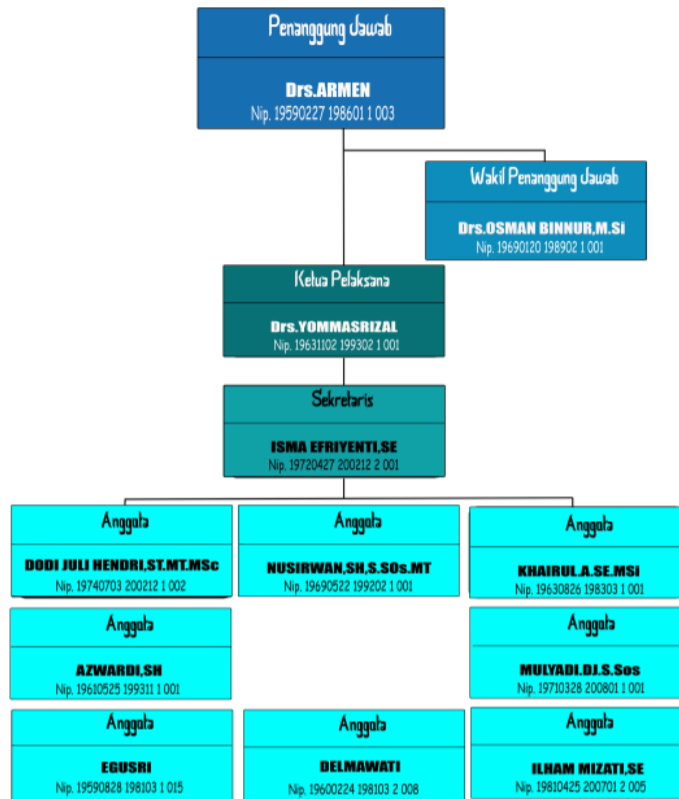 Penanggung Jawab
Drs.ARMEN
Nip. 19590227 198601 1 003
Wakil Penanggung Jawab
Drs.OSMAN BINNUR,M.Si
Nip. 19690120 198902 1 001
Ketua Pelaksana
Drs.YOMMASRIZAL
Nip. 19631102 199302 1 001
Sekretaris
ISMA EFRIYENTI,SE
Nip. 19720427 200212 2 001
Anggota
DODI JULI HENDRI,ST.MT.MSc
Nip. 19740703 200212 1 002
Anggota
NUSIRWAN,SH,S.SOs.MT
Nip. 19690522 199202 1 001
Anggota
KHAIRUL.A.SE.MSi
Nip. 19630826 198303 1 001
Anggota
AZWARDI,SH
Nip. 19610525 199311 1 001
Anggota
MULYADI.DJ.S.Sos
Nip. 19710328 200801 1 001
Anggota
EGUSRI
Nip. 19590828 198103 1 015
Anggota
DELMAWATI
Nip. 19600224 198103 2 008
Anggota
ILHAM MIZATI,SE
Nip. 19810425 200701 2 005